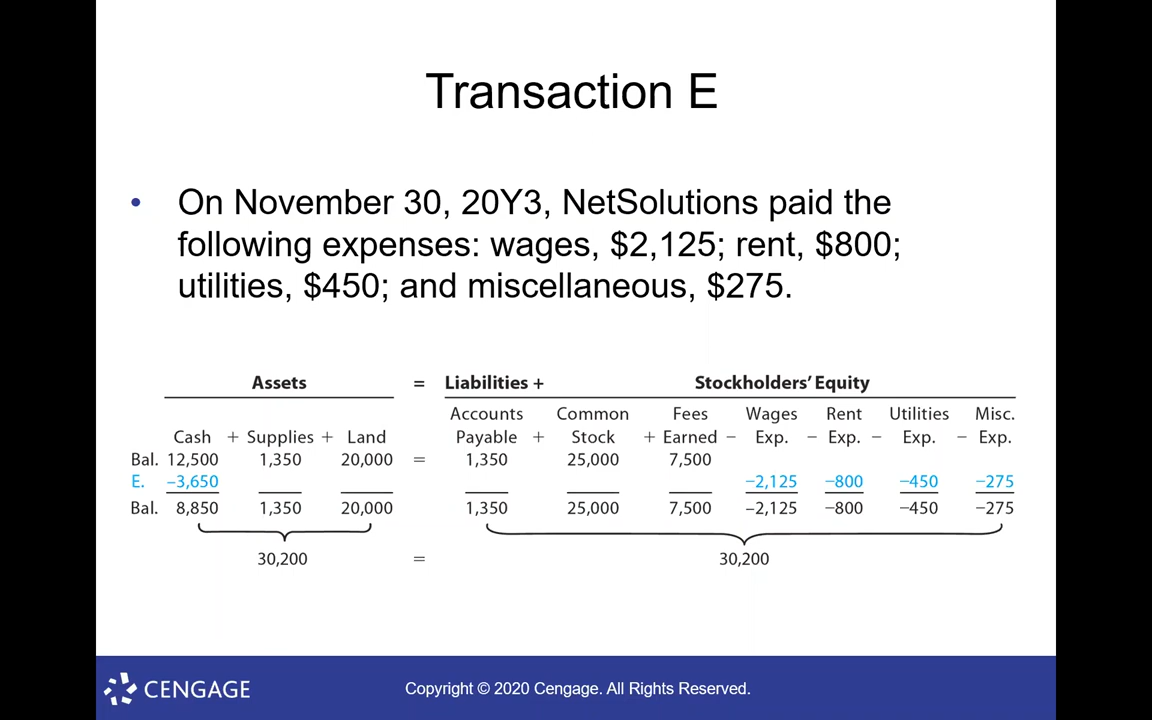 Transaction E
• On November 30, 20Y3, NetSolutions paid the
following expenses: wages, $2,125; rent, $800;
utilities, $450; and miscellaneous, $275.
Assets = Liabilities + Stockholders’ Equity
Accounts Common Fees Wages Rent Utilities Misc.
Cash + Supplies + Land Payable + Stock + Earned − Exp. − Exp. − Exp. − Exp.
Bal. 12,500 1,350 20,000 = 1,350 25,000 7,500
E. −3,650 −2,125 −800 −450 −275
Bal. 8,850 1,350 20,000 1,350 25,000 7,500 −2,125 −800 −450 −275
30,200 = 30,200
CENGAGE
Copyright © 2020 Cengage. All Rights Reserved.